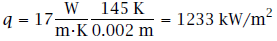 q = 17 W/m·K 145 K/0.002 m = 1233 kW/m²